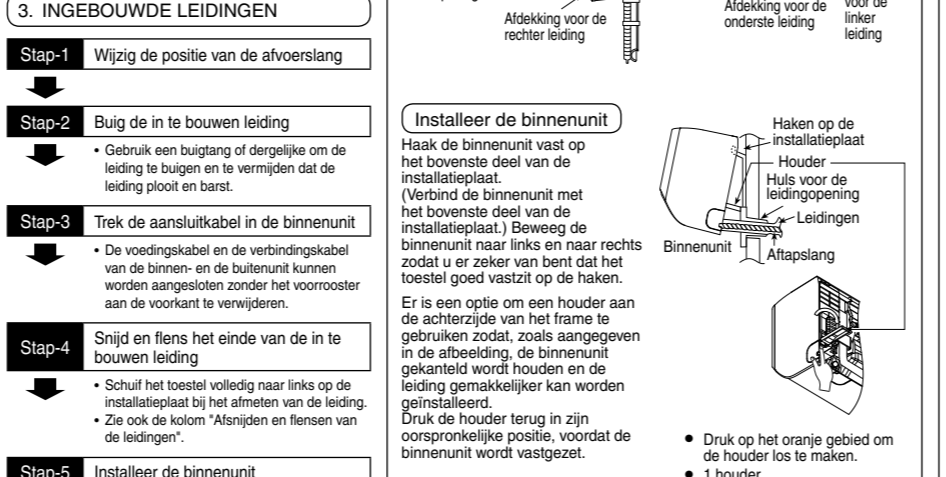 3. INGEBOUWDE LEIDINGEN
Stap-1 Wijzig de positie van de afvoerslang
Stap-2 Buig de in te bouwen leiding
• Gebruik een buigtang of dergelijke om de
leiding te buigen en te vermijden dat de
leiding plooit en barst.
Stap-3 Trek de aansluitkabel in de binnenunit
• De voedingskabel en de verbindingskabel
van de binnen- en de buitenunit kunnen
worden aangesloten zonder het voorrooster
aan de voorkant te verwijderen.
Stap-4 Snijd en flens het einde van de in te
bouwen leiding
• Schuif het toestel volledig naar links op de
installatieplaat bij het afmeten van de leiding.
• Zie ook de kolom "Afsnijden en flensen van
de leidingen".
Stap-5 Installeer de binnenunit
Afdekking voor de
rechter leiding
Afdekking voor de
onderste leiding
voor de
linker
leiding
Installeer de binnenunit
Haak de binnenunit vast op
het bovenste deel van de
installatieplaat.
(Verbind de binnenunit met
het bovenste deel van de
installatieplaat.) Beweeg de
binnenunit naar links en naar rechts
zodat u er zeker van bent dat het
toestel goed vastzit op de haken.
Er is een optie om een houder aan
de achterzijde van het frame te
gebruiken zodat, zoals aangegeven
in de afbeelding, de binnenunit
gekanteld wordt houden en de
leiding gemakkelijker kan worden
geïnstalleerd.
Druk de houder terug in zijn
oorspronkelijke positie, voordat de
binnenunit wordt vastgezet.
Haken op de
installatieplaat
Houder
Huls voor de
leidingopening
Leidingen
Binnenunit
Aftapslang
• Druk op het oranje gebied om
de houder los te maken.
• 1 houder